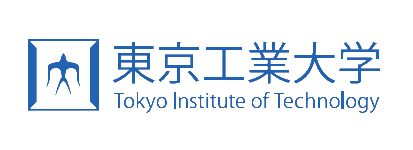 東京工業大学
Tokyo Institute of Technology